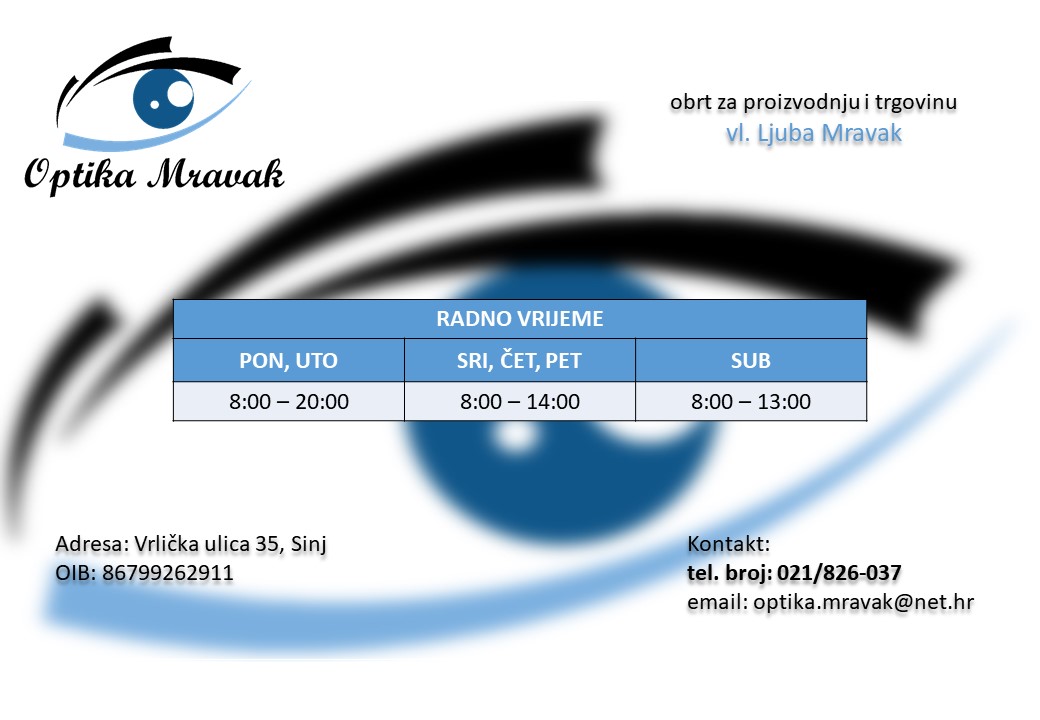 Optika Mravak
obrt za proizvodnju i trgovinu
vl. Ljuba Mravak
RADNO VRIJEME
PON, UTO
SRI, ČET, PET
SUB
8:00 – 20:00
8:00 – 14:00
8:00 – 13:00
Adresa: Vrlička ulica 35, Sinj
OIB: 86799262911
Kontakt:
tel. broj: 021/826-037
email: optika.mravak@net.hr